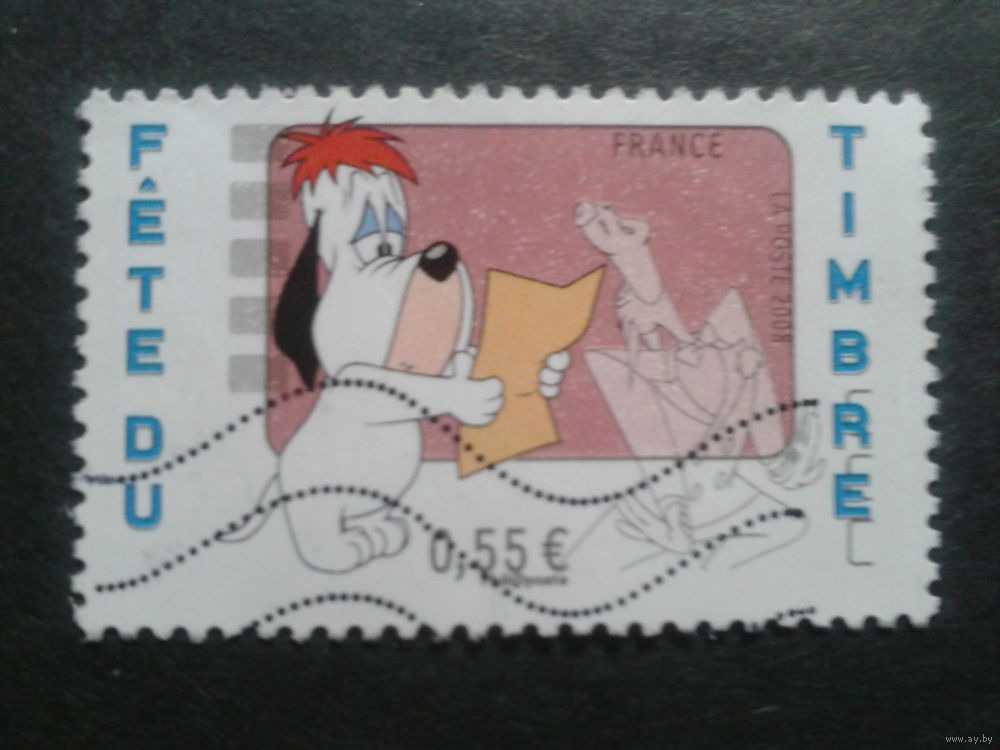 FÊTE DU
TIMBRE
FRANCE
LA POSTE 2008
0,55 €
www.ay.by